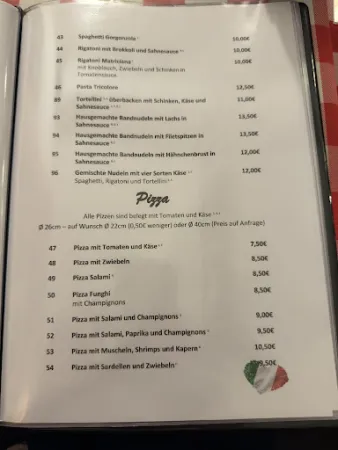 43 Spaghetti Gorgonzola 10,00€
44 Rigatoni mit Brokkoli und Sahnesauce 10,00€
45 Rigatoni Matriciana 10,00€
mit Knoblauch, Zwiebeln und Schinken in
Tomatensauce
46 Pasta Tricolore 12,50€
89 Tortellini überbacken mit Schinken, Käse und 11,00€
Sahnesauce
93 Hausgemachte Bandnudeln mit Lachs in 13,50€
Sahnesauce
94 Hausgemachte Bandnudeln mit Filetspitzen in 13,50€
Sahnesauce
95 Hausgemachte Bandnudeln mit Hähnchenbrust in 12,00€
Sahnesauce
96 Gemischte Nudeln mit vier Sorten Käse 12,00€
Spaghetti, Rigatoni und Tortellini
Pizza
Alle Pizzen sind belegt mit Tomaten und Käse
Ø 26cm – auf Wunsch Ø 22cm (0,50€ weniger) oder Ø 40cm (Preis auf Anfrage)
47 Pizza mit Tomaten und Käse 7,50€
48 Pizza mit Zwiebeln 8,50€
49 Pizza Salami 8,50€
50 Pizza Funghi 8,50€
mit Champignons
51 Pizza mit Salami und Champignons 9,00€
52 Pizza mit Salami, Paprika und Champignons 9,50€
53 Pizza mit Muscheln, Shrimps und Kapern 10,50€
54 Pizza mit Sardellen und Zwiebeln 9,50€